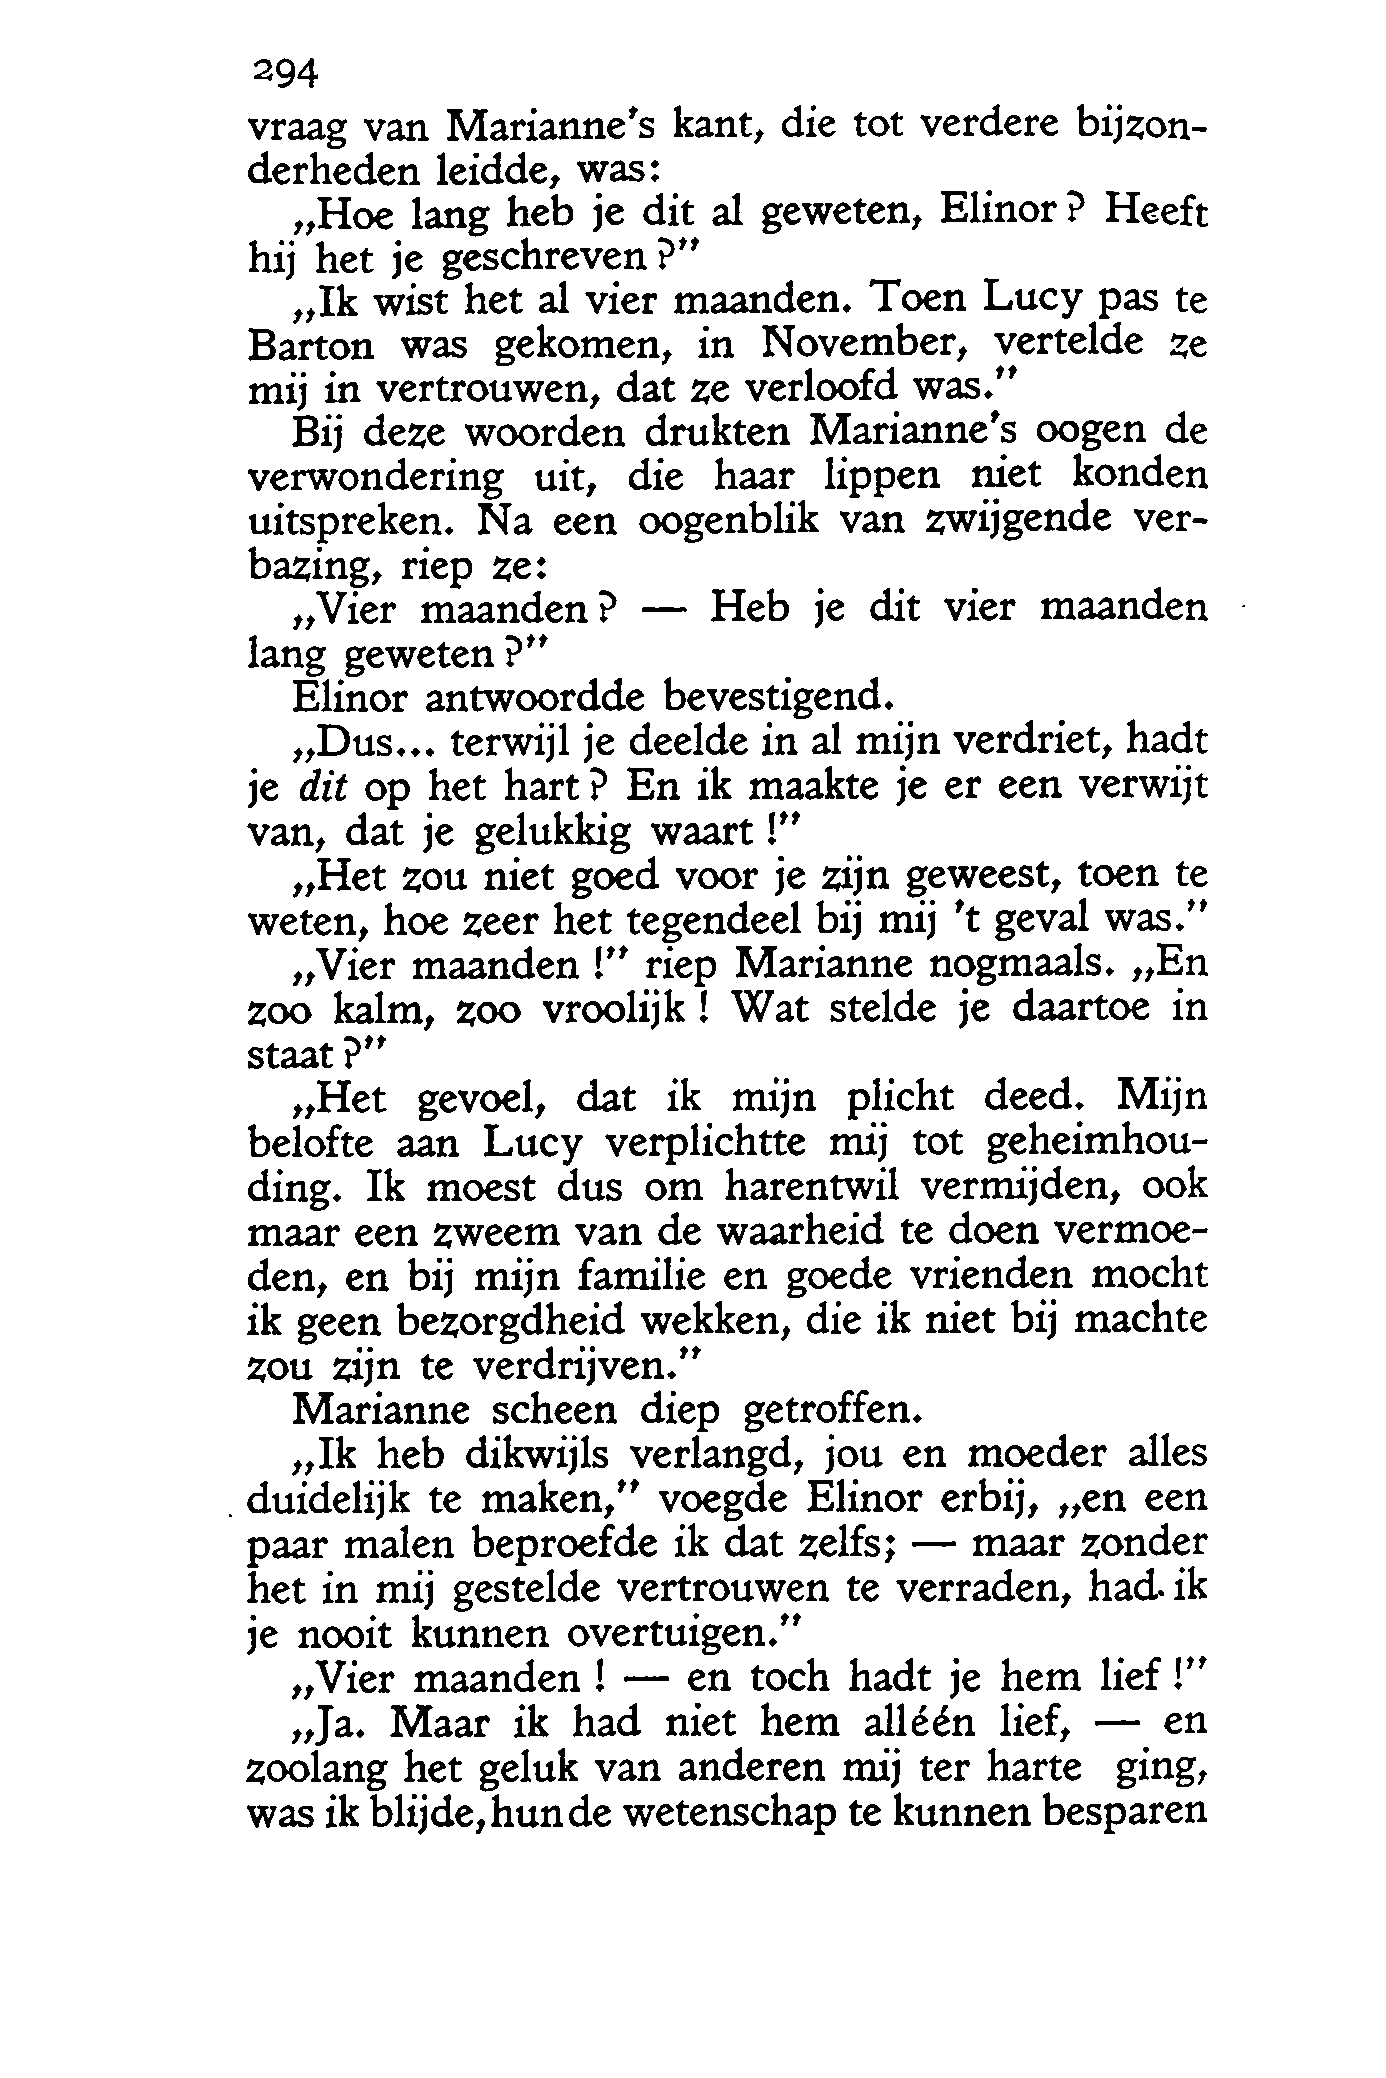 294
vraag van Marianne's kant, die tot verdere bijzon-
derheden leidde, was:
„Hoe lang heb je dit al geweten, Elinor? Heeft
hij het je geschreven?”
„Ik wist het al vier maanden. Toen Lucy pas te
Barton was gekomen, in November, vertelde ze
mij in vertrouwen, dat ze verloofd was.”
Bij deze woorden drukten Marianne's oogen de
verwondering uit, die haar lippen niet konden
uitspreken. Na een oogenblik van zwijgende ver-
bazing, riep ze:
„Vier maanden? — Heb je dit vier maanden
lang geweten?”
Elinor antwoordde bevestigend.
„Dus... terwijl je deelde in al mijn verdriet, hadt
je dit op het hart? En ik maakte je er een verwijt
van, dat je gelukkig waart!”
„Het zou niet goed voor je zijn geweest, toen te
weten, hoe zeer het tegendeel bij mij 't geval was.”
„Vier maanden!” riep Marianne nogmaals. „En
zoo kalm, zoo vroolijk! Wat stelde je daartoe in
staat?”
„Het gevoel, dat ik mijn plicht deed. Mijn
belofte aan Lucy verplichtte mij tot geheimhou-
ding. Ik moest dus om harentwil vermijden, ook
maar een zweem van de waarheid te doen vermoe-
den, en bij mijn familie en goede vrienden mocht
ik geen bezorgdheid wekken, die ik niet bij machte
zou zijn te verdrijven.”
Marianne scheen diep getroffen.
„Ik heb dikwijls verlangd, jou en moeder alles
duidelijk te maken,” voegde Elinor erbij, „en een
paar malen beproefde ik dat zelfs; — maar zonder
het in mij gestelde vertrouwen te verraden, had ik
je nooit kunnen overtuigen.”
„Vier maanden! — en toch hadt je hem lief!”
„Ja. Maar ik had niet hem alléén lief, — en
zoolang het geluk van anderen mij ter harte ging,
was ik blijde, hun de wetenschap te kunnen besparen